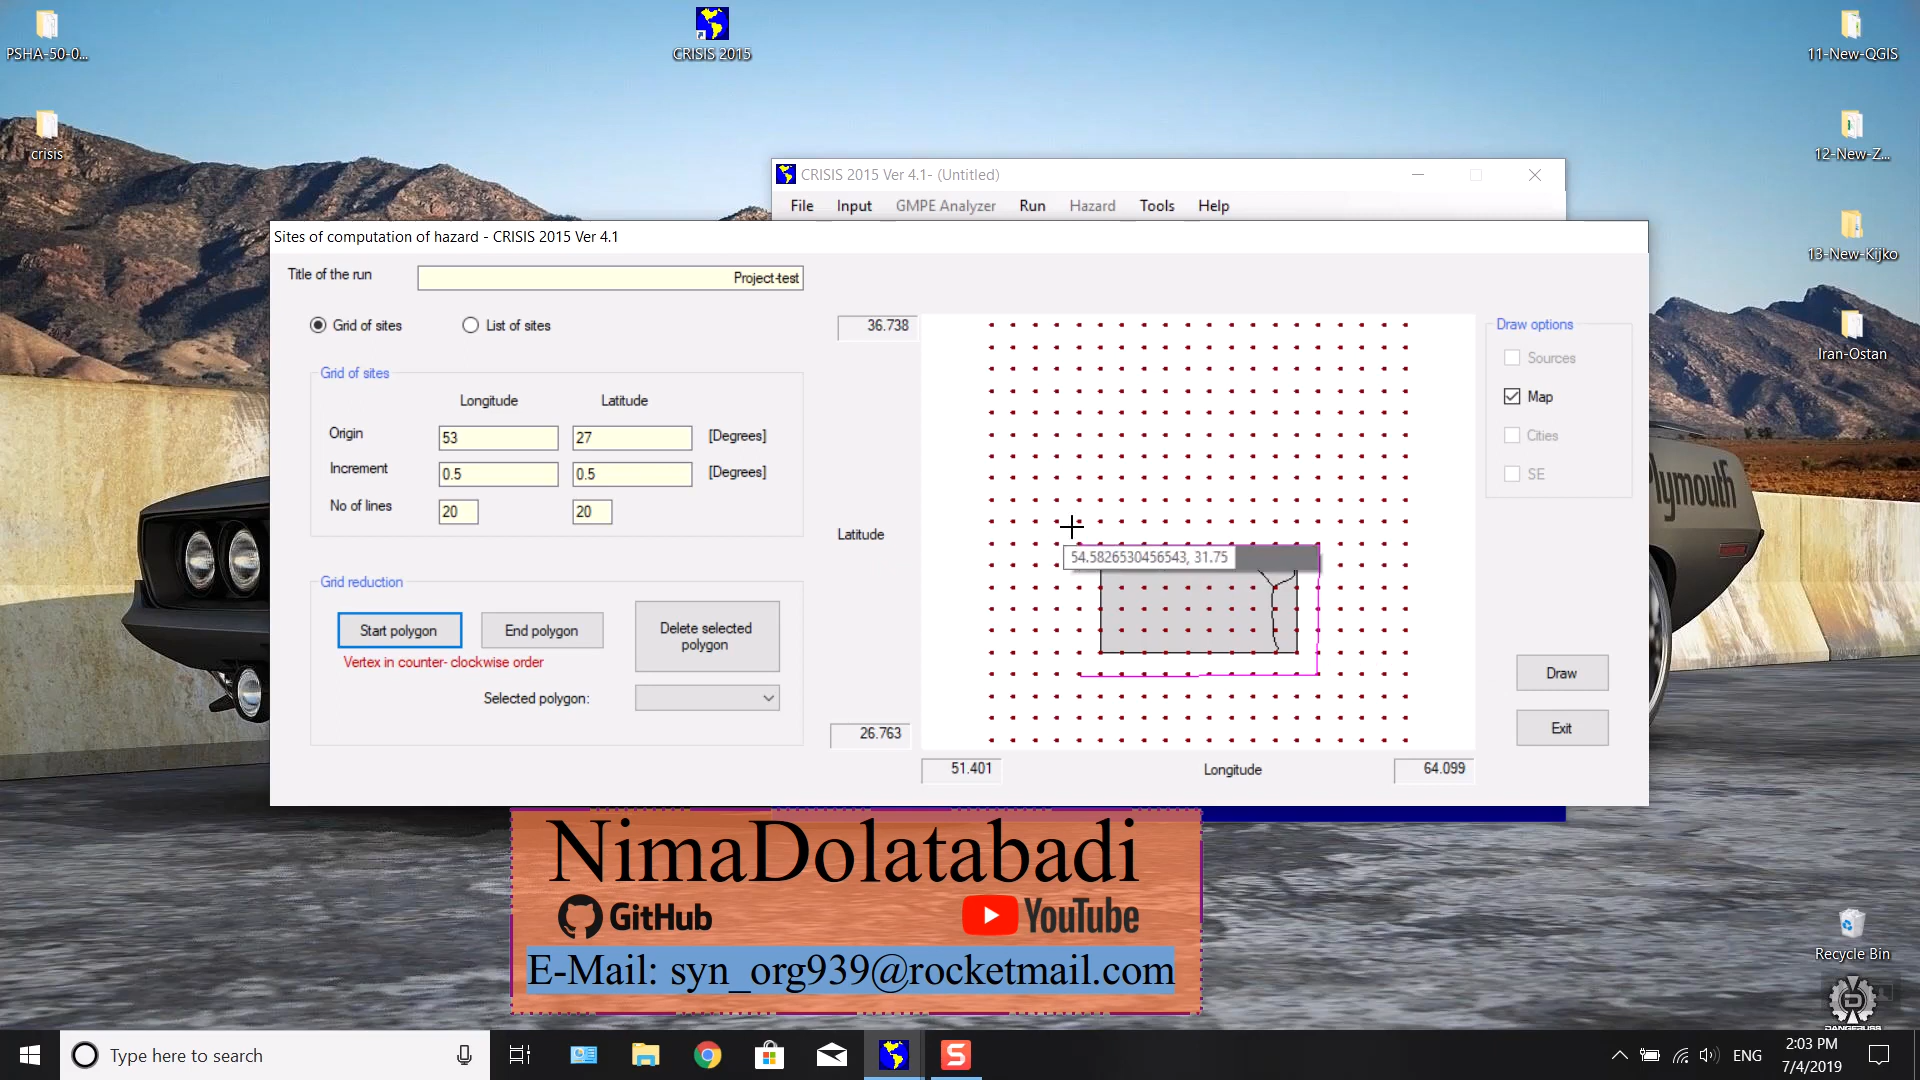 PSHA-50-0...
CRISIS 2015
11-New-QGIS
crisis
12-New-Z...
13-New-Kijko
Iran-Ostan
CRISIS 2015 Ver 4.1- (Untitled)
File Input GMPE Analyzer Run Hazard Tools Help
Sites of computation of hazard - CRISIS 2015 Ver 4.1
Title of the run Project-test
Grid of sites List of sites
36.738
Draw options
Sources
Map
Cities
SE
Grid of sites
Longitude Latitude
Origin 53 27 [Degrees]
Increment 0.5 0.5 [Degrees]
No of lines 20 20
Latitude
54.5826530456543, 31.75
Grid reduction
Start polygon End polygon Delete selected polygon
Vertex in counter- clockwise order
Selected polygon:
Draw
Exit
26.763
51.401 Longitude 64.099
Plymouth
NimaDolatabadi
GitHub YouTube
E-Mail: syn_org939@rocketmail.com
Recycle Bin
Type here to search
ENG
2:03 PM
7/4/2019